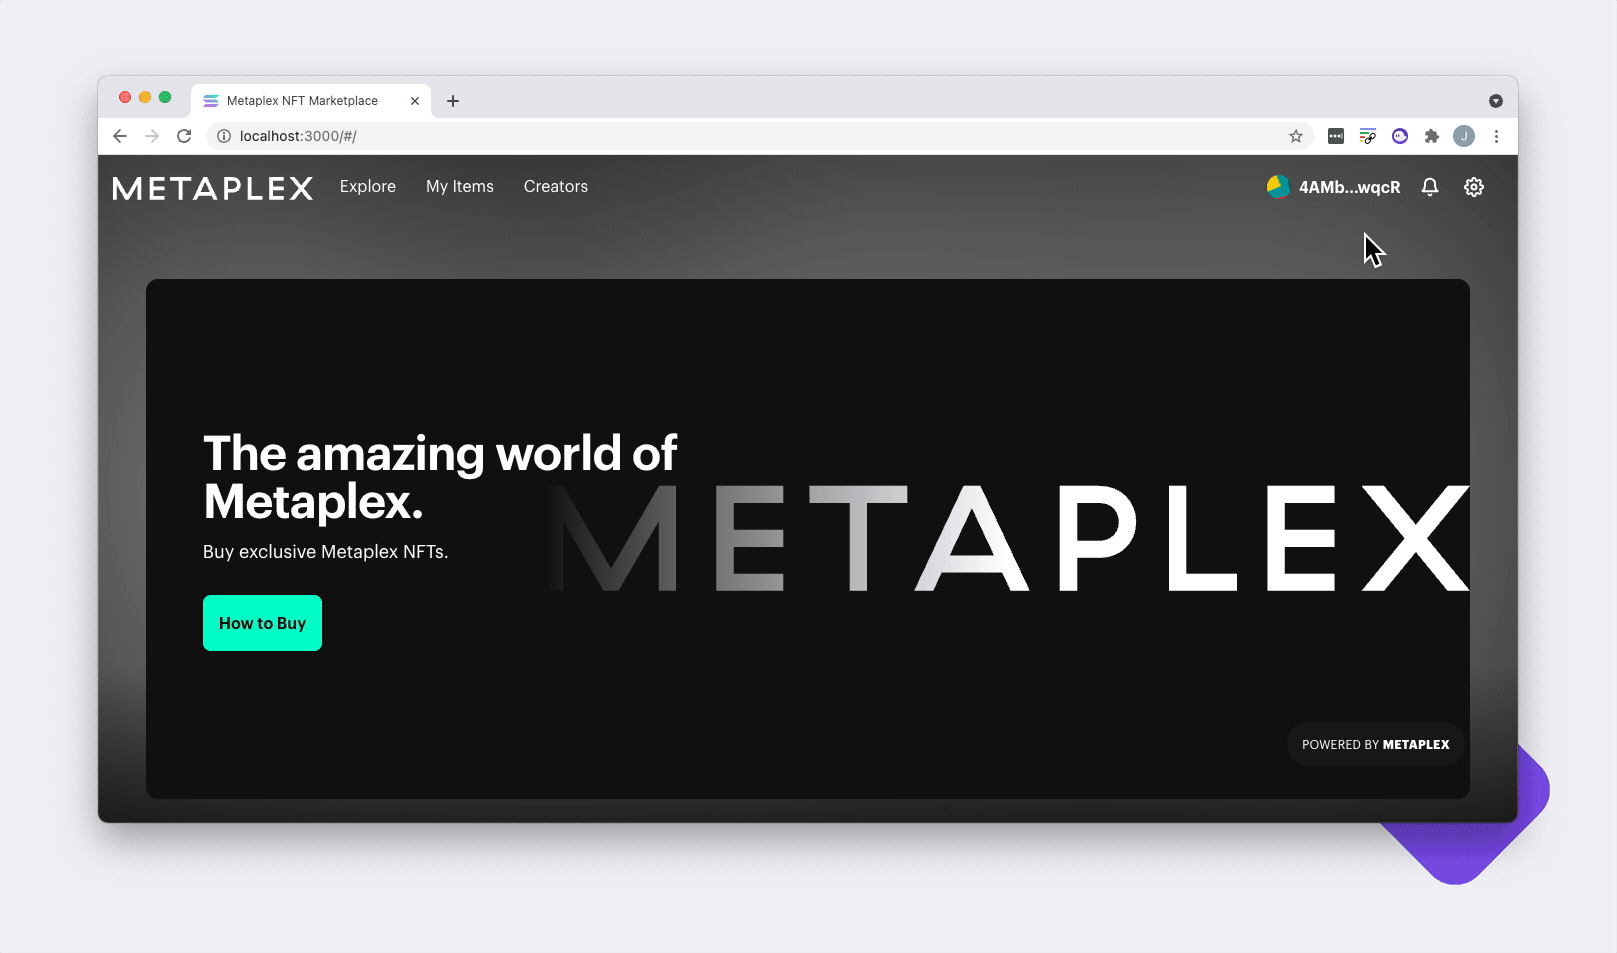 Metaplex NFT Marketplace
localhost:3000/#/
J
METAPLEX Explore My Items Creators 4AMb...wqcR
The amazing world of
Metaplex.
METAPLEX
Buy exclusive Metaplex NFTs.
How to Buy
POWERED BY METAPLEX